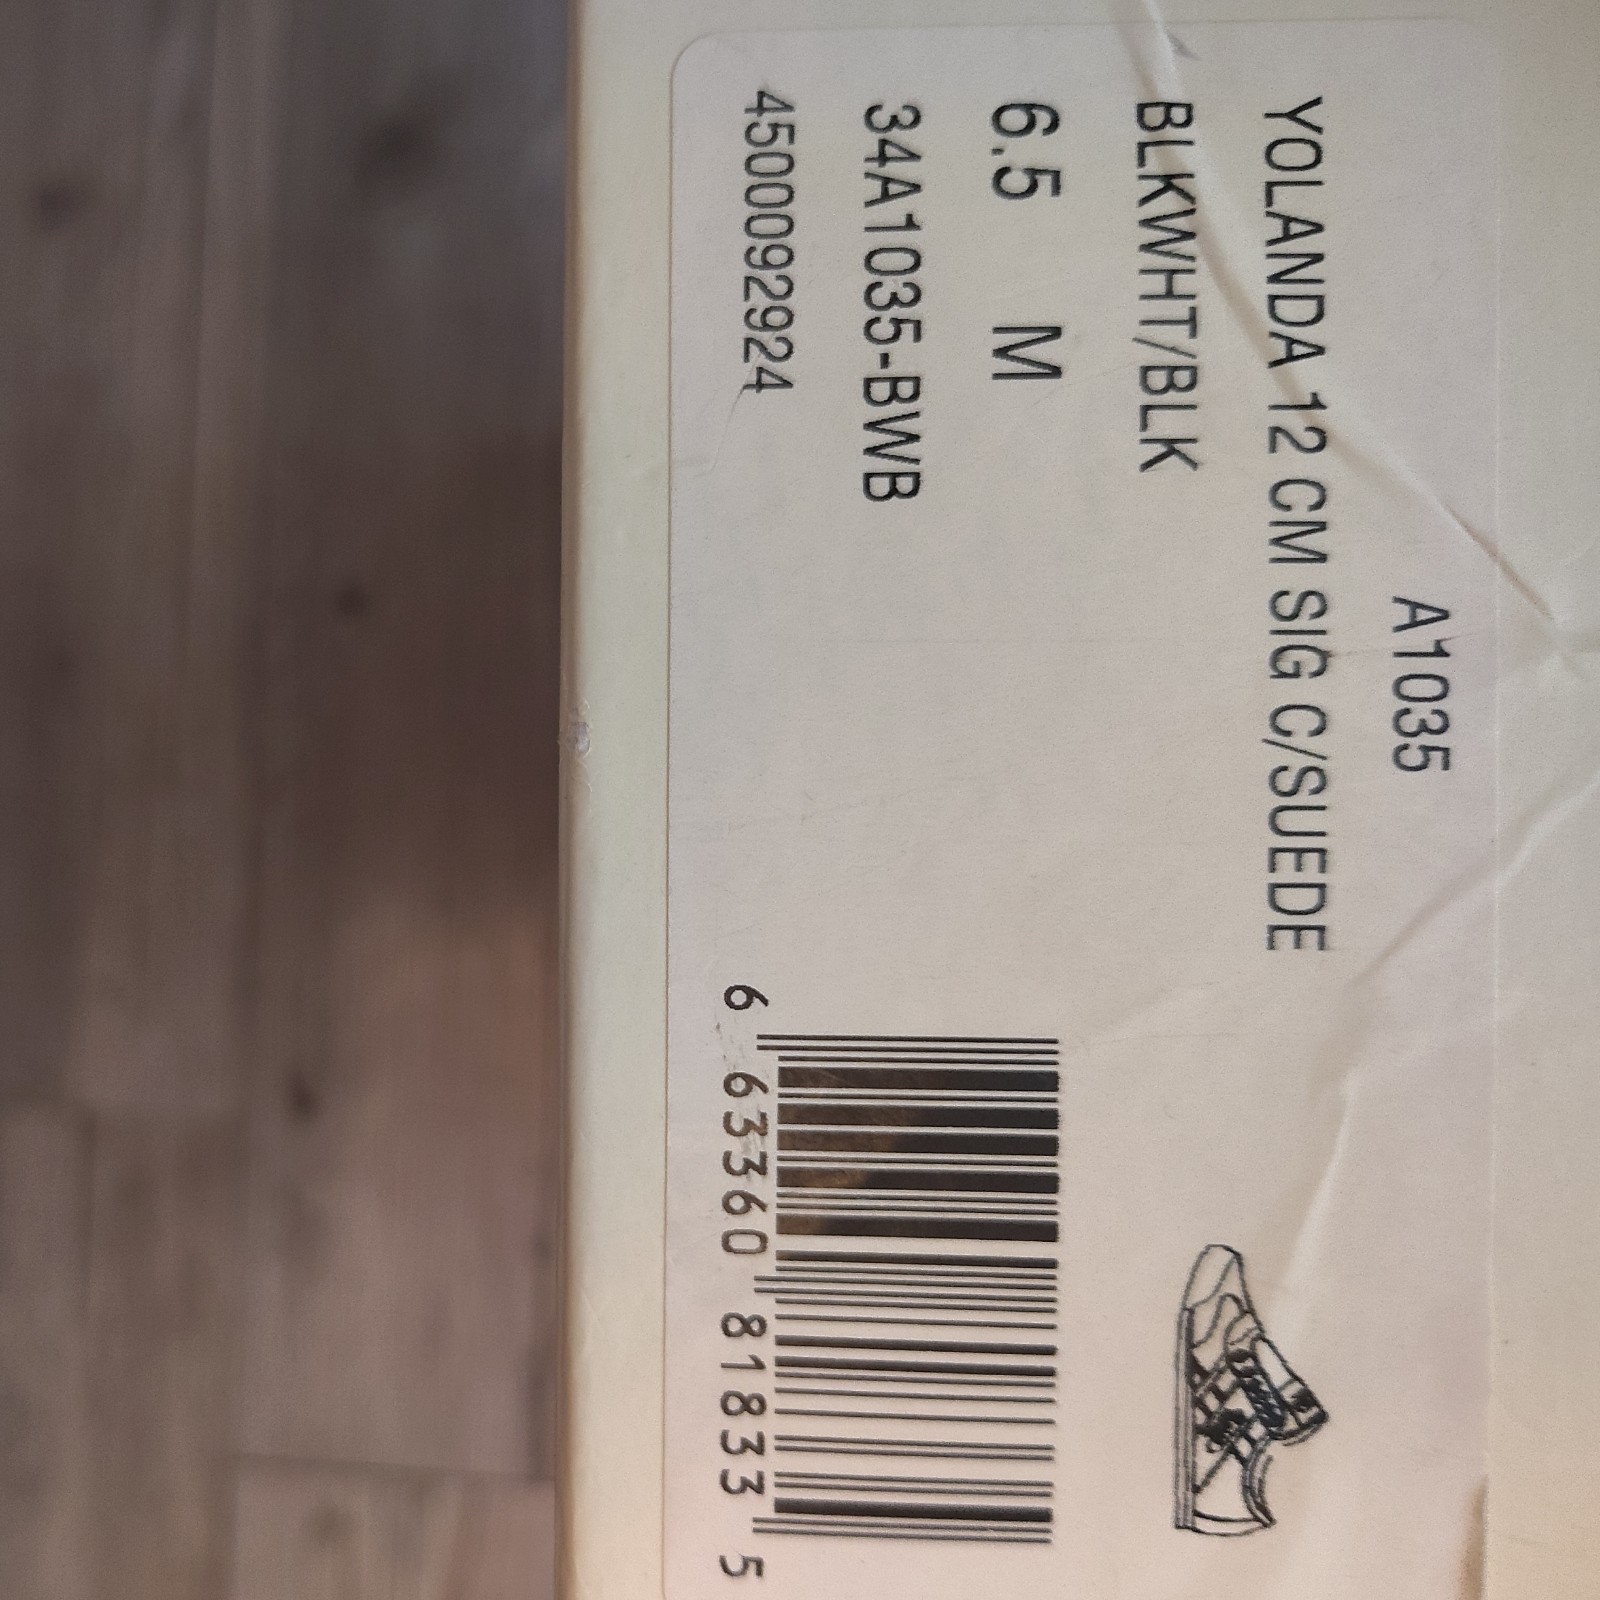 A1035
YOLANDA 12 CM SIG C/SUEDE
BLKWHT/BLK
6.5 M
34A1035-BWB
4500092924
6 63360 81833 5